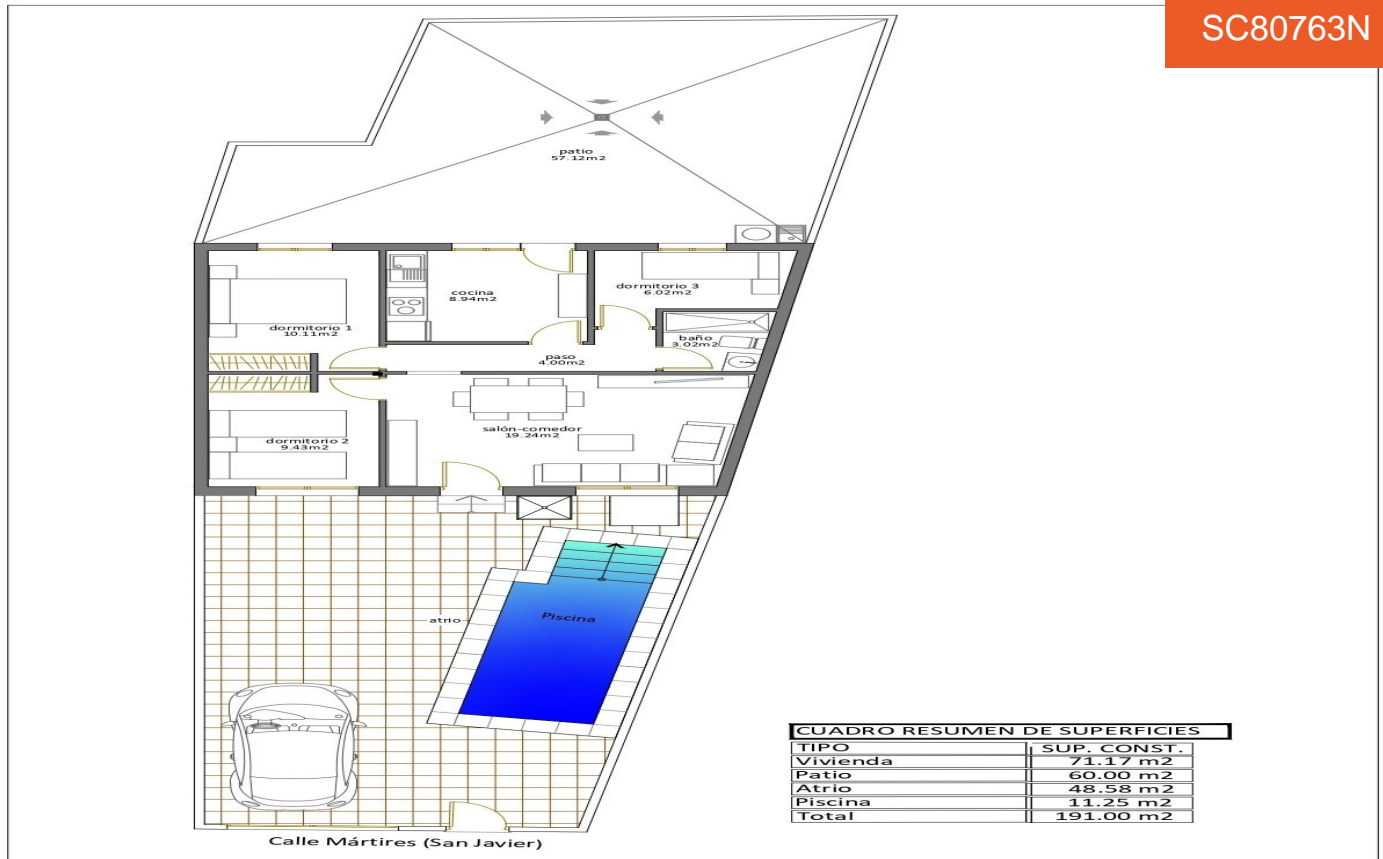 SC80763N
patio
57.12m2
cocina
8.94m2
dormitorio 3
6.02m2
dormitorio 1
10.11m2
baño
3.02m2
paso
4.00m2
salón-comedor
19.24m2
dormitorio 2
9.43m2
atrio
Piscina
CUADRO RESUMEN DE SUPERFICIES
TIPO SUP. CONST.
Vivienda 71.17 m2
Patio 60.00 m2
Atrio 48.58 m2
Piscina 11.25 m2
Total 191.00 m2
Calle Mártires (San Javier)